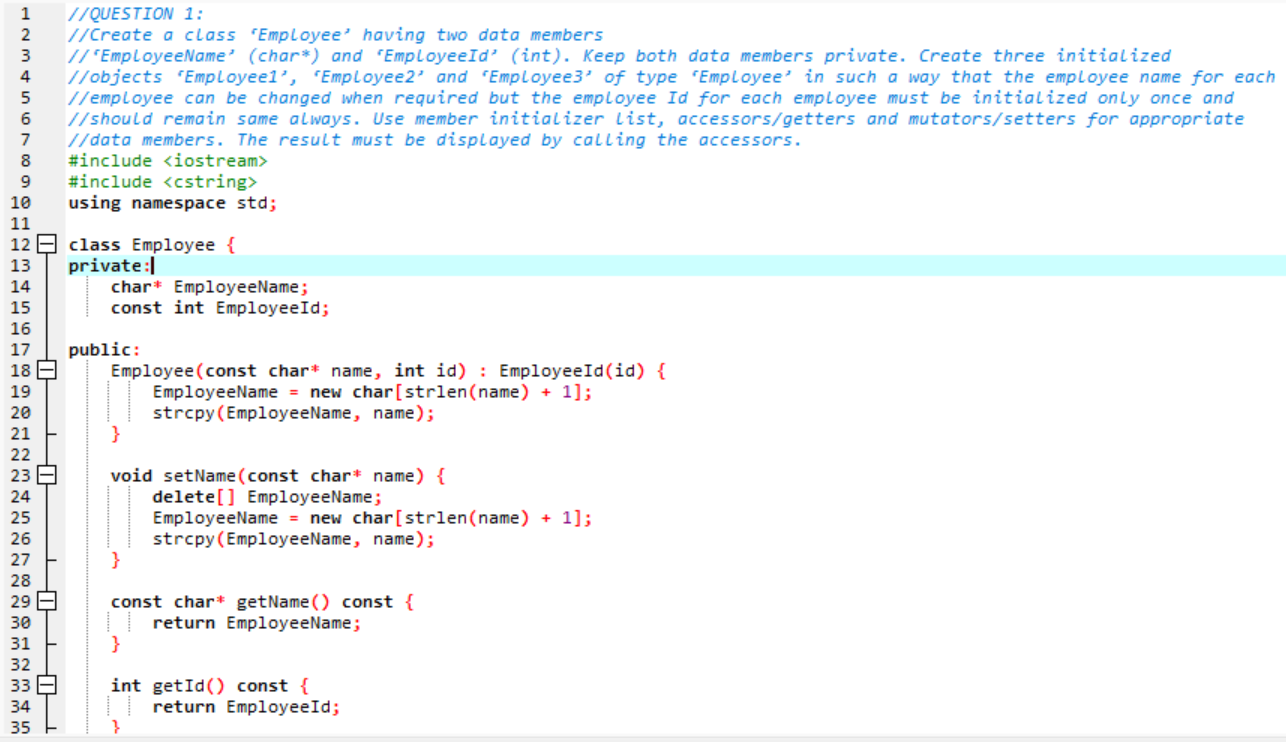 1 //QUESTION 1:
2 //Create a class ‘Employee’ having two data members
3 //‘EmployeeName’ (char*) and ‘EmployeeId’ (int). Keep both data members private. Create three initialized
4 //objects ‘Employee1’, ‘Employee2’ and ‘Employee3’ of type ‘Employee’ in such a way that the employee name for each
5 //employee can be changed when required but the employee Id for each employee must be initialized only once and
6 //should remain same always. Use member initializer list, accessors/getters and mutators/setters for appropriate
7 //data members. The result must be displayed by calling the accessors.
8 #include <iostream>
9 #include <cstring>
10 using namespace std;
11
12 class Employee {
13 private:
14     char* EmployeeName;
15     const int EmployeeId;
16
17 public:
18     Employee(const char* name, int id) : EmployeeId(id) {
19         EmployeeName = new char[strlen(name) + 1];
20         strcpy(EmployeeName, name);
21     }
22
23     void setName(const char* name) {
24         delete[] EmployeeName;
25         EmployeeName = new char[strlen(name) + 1];
26         strcpy(EmployeeName, name);
27     }
28
29     const char* getName() const {
30         return EmployeeName;
31     }
32
33     int getId() const {
34         return EmployeeId;
35     }